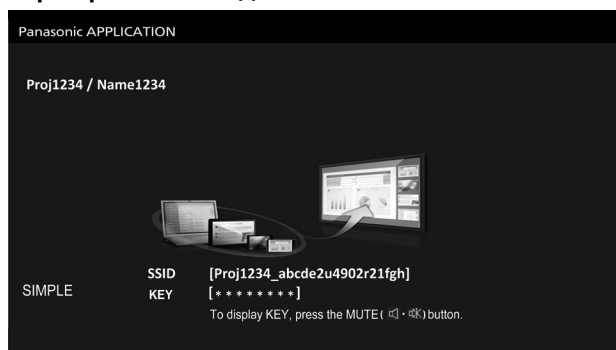 Panasonic APPLICATION
Proj1234 / Name1234
SSID [Proj1234_abcde2u4902r21fgh]
SIMPLE KEY [********]
To display KEY, press the MUTE( ) button.